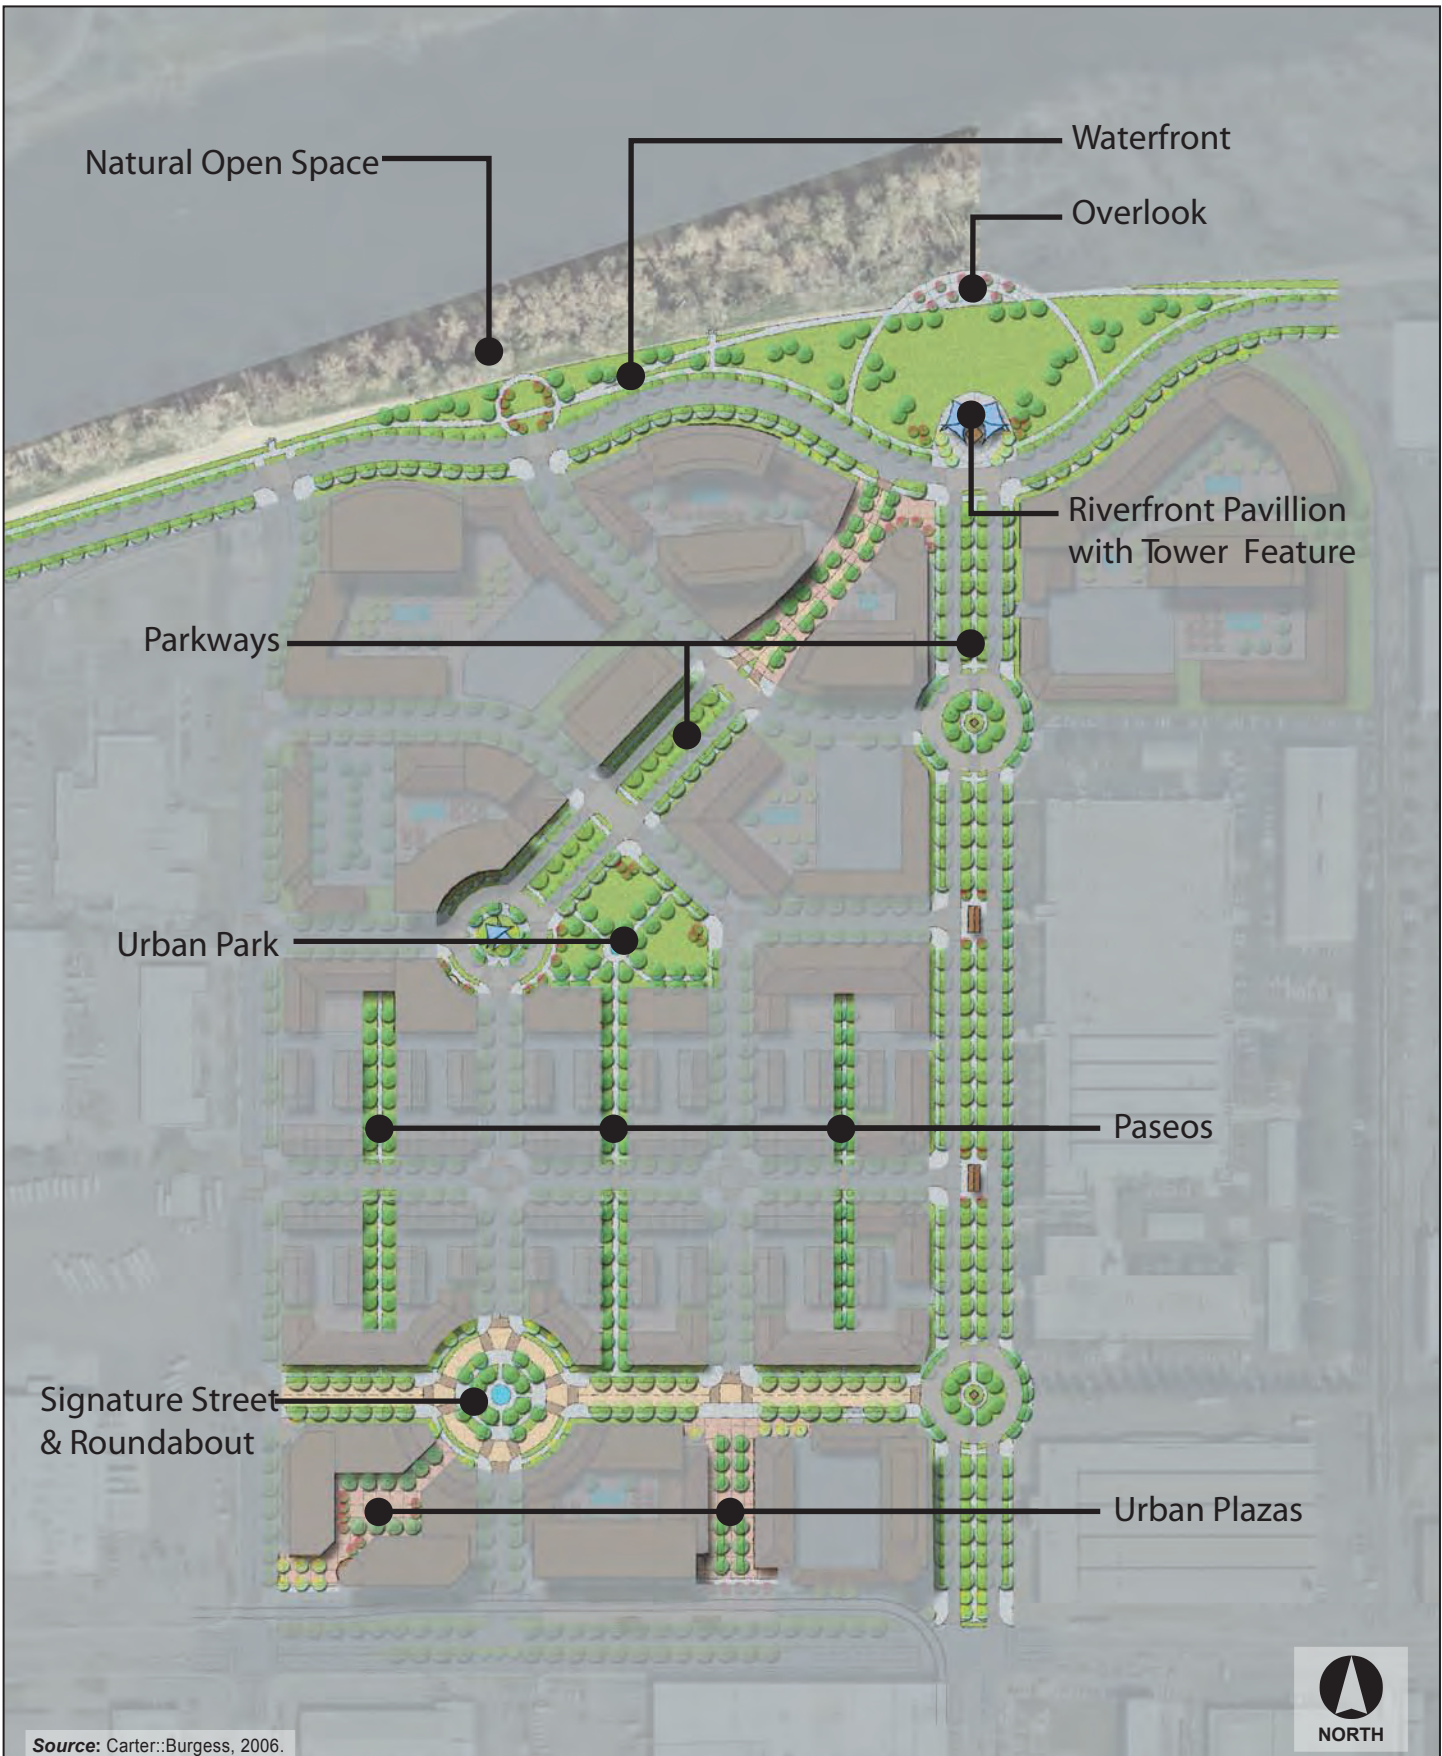 Natural Open Space
Waterfront
Overlook
Riverfront Pavillion
with Tower Feature
Parkways
Urban Park
Paseos
Signature Street
& Roundabout
Urban Plazas
NORTH
Source: Carter::Burgess, 2006.